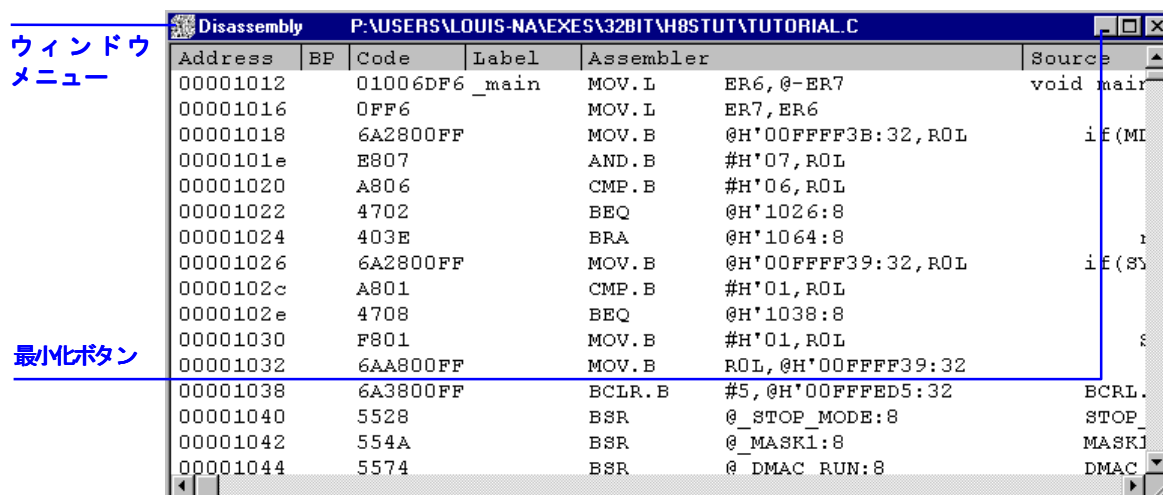 Disassembly P:\USERS\LOUIS-NA\EXES\32BIT\H8STUT\TUTORIAL.C
ウィンドウ
メニュー
Address BP Code Label Assembler Source
00001012 01006DF6 _main MOV.L ER6,@-ER7 void main
00001016 0FF6 MOV.L ER7,ER6
00001018 6A2800FF MOV.B @H'00FFFF3B:32,R0L if(MD
0000101e E807 AND.B #H'07,R0L
00001020 A806 CMP.B #H'06,R0L
00001022 4702 BEQ @H'1026:8
00001024 403E BRA @H'1064:8
00001026 6A2800FF MOV.B @H'00FFFF39:32,R0L if(SY
0000102c A801 CMP.B #H'01,R0L
0000102e 4708 BEQ @H'1038:8
00001030 F801 MOV.B #H'01,R0L
最小化ボタン
00001032 6AA800FF MOV.B R0L,@H'00FFFF39:32
00001038 6A3800FF BCLR.B #5,@H'00FFFED5:32 BCRL.
00001040 5528 BSR @_STOP_MODE:8 STOP_
00001042 554A BSR @_MASK1:8 MASK1
00001044 5574 BSR @_DMAC_RUN:8 DMAC_